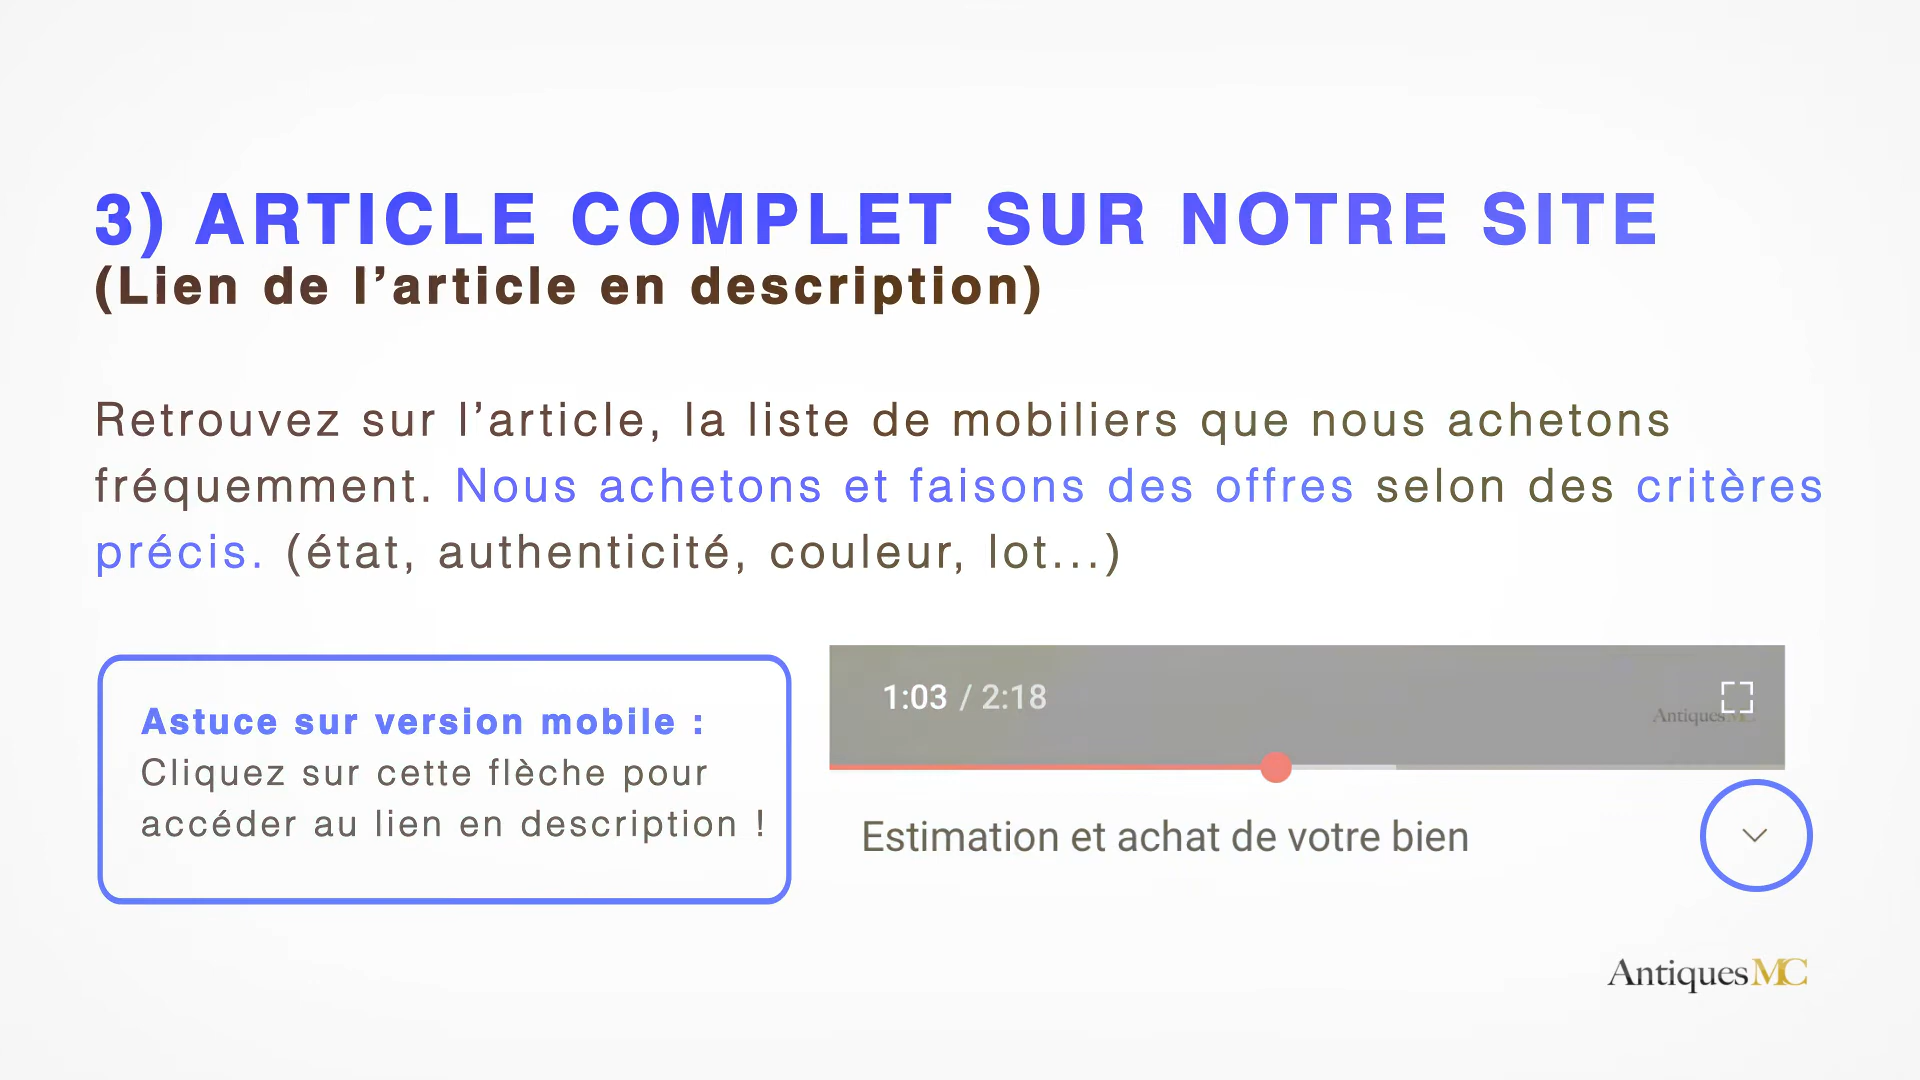 3) ARTICLE COMPLET SUR NOTRE SITE
(Lien de l’article en description)
Retrouvez sur l’article, la liste de mobiliers que nous achetons
fréquemment. Nous achetons et faisons des offres selon des critères
précis. (état, authenticité, couleur, lot...)
Astuce sur version mobile :
Cliquez sur cette flèche pour
accéder au lien en description !
1:03 / 2:18
AntiquesMC
Estimation et achat de votre bien
AntiquesMC